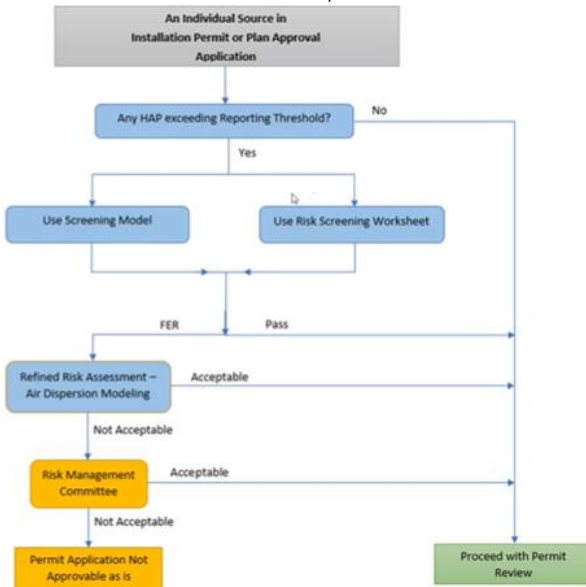 An Individual Source in
Installation Permit or Plan Approval
Application
Any HAP exceeding Reporting Threshold?
No
Yes
Use Screening Model
Use Risk Screening Worksheet
FER
Pass
Refined Risk Assessment –
Air Dispersion Modeling
Acceptable
Not Acceptable
Risk Management
Committee
Acceptable
Not Acceptable
Permit Application Not
Approvable as is
Proceed with Permit
Review